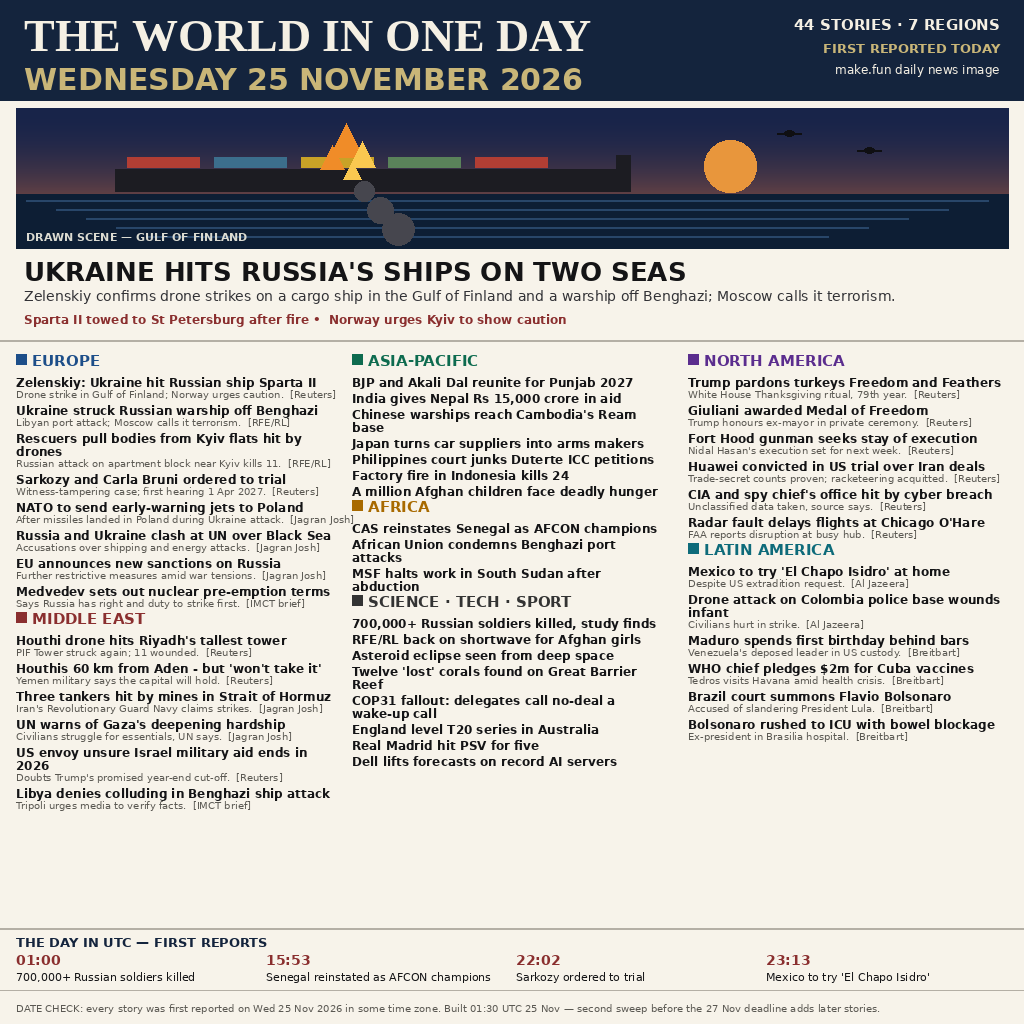 THE WORLD IN ONE DAY
WEDNESDAY 25 NOVEMBER 2026
44 STORIES · 7 REGIONS
FIRST REPORTED TODAY
make.fun daily news image
DRAWN SCENE — GULF OF FINLAND
UKRAINE HITS RUSSIA'S SHIPS ON TWO SEAS
Zelenskiy confirms drone strikes on a cargo ship in the Gulf of Finland and a warship off Benghazi; Moscow calls it terrorism.
Sparta II towed to St Petersburg after fire • Norway urges Kyiv to show caution
EUROPE
Zelenskiy: Ukraine hit Russian ship Sparta II
Drone strike in Gulf of Finland; Norway urges caution. [Reuters]
Ukraine struck Russian warship off Benghazi
Libyan port attack; Moscow calls it terrorism. [RFE/RL]
Rescuers pull bodies from Kyiv flats hit by
drones
Russian attack on apartment block near Kyiv kills 11. [RFE/RL]
Sarkozy and Carla Bruni ordered to trial
Witness-tampering case; first hearing 1 Apr 2027. [Reuters]
NATO to send early-warning jets to Poland
After missiles landed in Poland during Ukraine attack. [Jagran Josh]
Russia and Ukraine clash at UN over Black Sea
Accusations over shipping and energy attacks. [Jagran Josh]
EU announces new sanctions on Russia
Further restrictive measures amid war tensions. [Jagran Josh]
Medvedev sets out nuclear pre-emption terms
Says Russia has right and duty to strike first. [IMCT brief]
MIDDLE EAST
Houthi drone hits Riyadh's tallest tower
PIF Tower struck again; 11 wounded. [Reuters]
Houthis 60 km from Aden - but 'won't take it'
Yemen military says the capital will hold. [Reuters]
Three tankers hit by mines in Strait of Hormuz
Iran's Revolutionary Guard Navy claims strikes. [Jagran Josh]
UN warns of Gaza's deepening hardship
Civilians struggle for essentials, UN says. [Jagran Josh]
US envoy unsure Israel military aid ends in
2026
Doubts Trump's promised year-end cut-off. [Reuters]
Libya denies colluding in Benghazi ship attack
Tripoli urges media to verify facts. [IMCT brief]
ASIA-PACIFIC
BJP and Akali Dal reunite for Punjab 2027
India gives Nepal Rs 15,000 crore in aid
Chinese warships reach Cambodia's Ream
base
Japan turns car suppliers into arms makers
Philippines court junks Duterte ICC petitions
Factory fire in Indonesia kills 24
A million Afghan children face deadly hunger
AFRICA
CAS reinstates Senegal as AFCON champions
African Union condemns Benghazi port
attacks
MSF halts work in South Sudan after
abduction
SCIENCE · TECH · SPORT
700,000+ Russian soldiers killed, study finds
RFE/RL back on shortwave for Afghan girls
Asteroid eclipse seen from deep space
Twelve 'lost' corals found on Great Barrier
Reef
COP31 fallout: delegates call no-deal a
wake-up call
England level T20 series in Australia
Real Madrid hit PSV for five
Dell lifts forecasts on record AI servers
NORTH AMERICA
Trump pardons turkeys Freedom and Feathers
White House Thanksgiving ritual, 79th year. [Reuters]
Giuliani awarded Medal of Freedom
Trump honours ex-mayor in private ceremony. [Reuters]
Fort Hood gunman seeks stay of execution
Nidal Hasan's execution set for next week. [Reuters]
Huawei convicted in US trial over Iran deals
Trade-secret counts proven; racketeering acquitted. [Reuters]
CIA and spy chief's office hit by cyber breach
Unclassified data taken, source says. [Reuters]
Radar fault delays flights at Chicago O'Hare
FAA reports disruption at busy hub. [Reuters]
LATIN AMERICA
Mexico to try 'El Chapo Isidro' at home
Despite US extradition request. [Al Jazeera]
Drone attack on Colombia police base wounds
infant
Civilians hurt in strike. [Al Jazeera]
Maduro spends first birthday behind bars
Venezuela's deposed leader in US custody. [Breitbart]
WHO chief pledges $2m for Cuba vaccines
Tedros visits Havana amid health crisis. [Breitbart]
Brazil court summons Flavio Bolsonaro
Accused of slandering President Lula. [Breitbart]
Bolsonaro rushed to ICU with bowel blockage
Ex-president in Brasilia hospital. [Breitbart]
THE DAY IN UTC — FIRST REPORTS
01:00
700,000+ Russian soldiers killed
15:53
Senegal reinstated as AFCON champions
22:02
Sarkozy ordered to trial
23:13
Mexico to try 'El Chapo Isidro'
DATE CHECK: every story was first reported on Wed 25 Nov 2026 in some time zone. Built 01:30 UTC 25 Nov — second sweep before the 27 Nov deadline adds later stories.